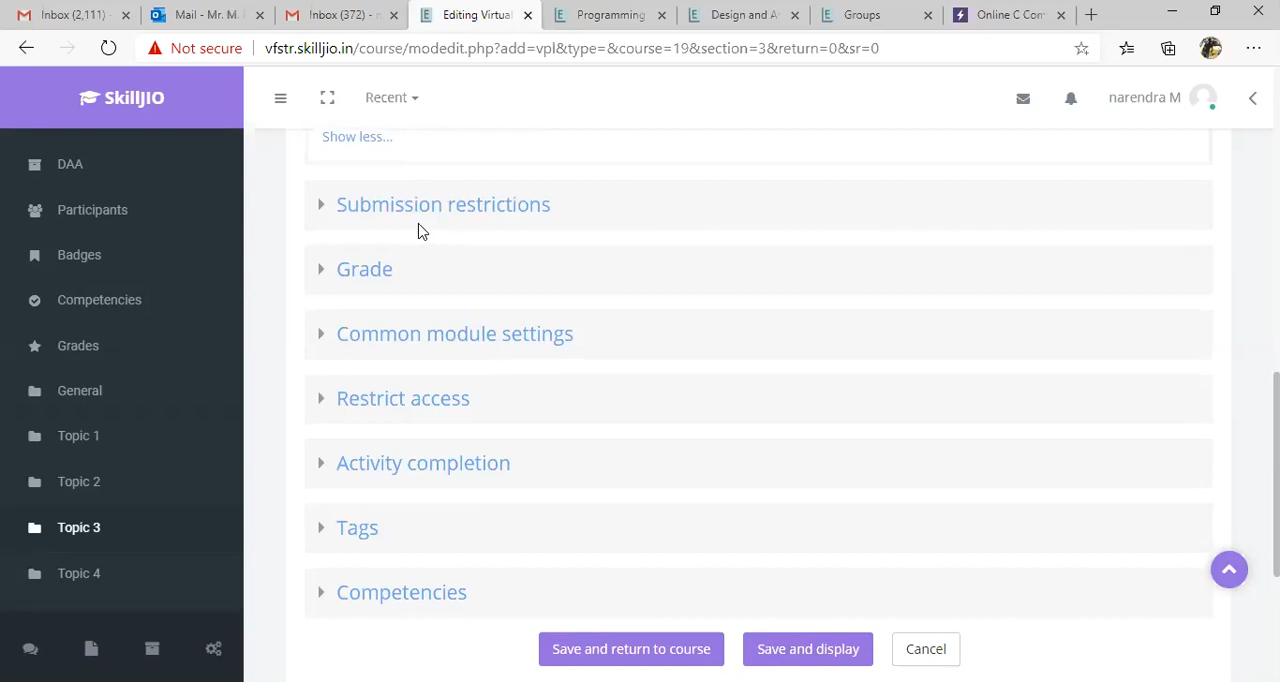 Inbox (2,111)
Mail - Mr. M.
Inbox (372) -
Editing Virtual
Programming
Design and A
Groups
Online C Com
Not secure
vfstr.skilljio.in/course/modedit.php?add=vpl&type=&course=19&section=3&return=0&sr=0
SkillJIO
Recent
narendra M
DAA
Participants
Badges
Competencies
Grades
General
Topic 1
Topic 2
Topic 3
Topic 4
Show less...
Submission restrictions
Grade
Common module settings
Restrict access
Activity completion
Tags
Competencies
Save and return to course
Save and display
Cancel